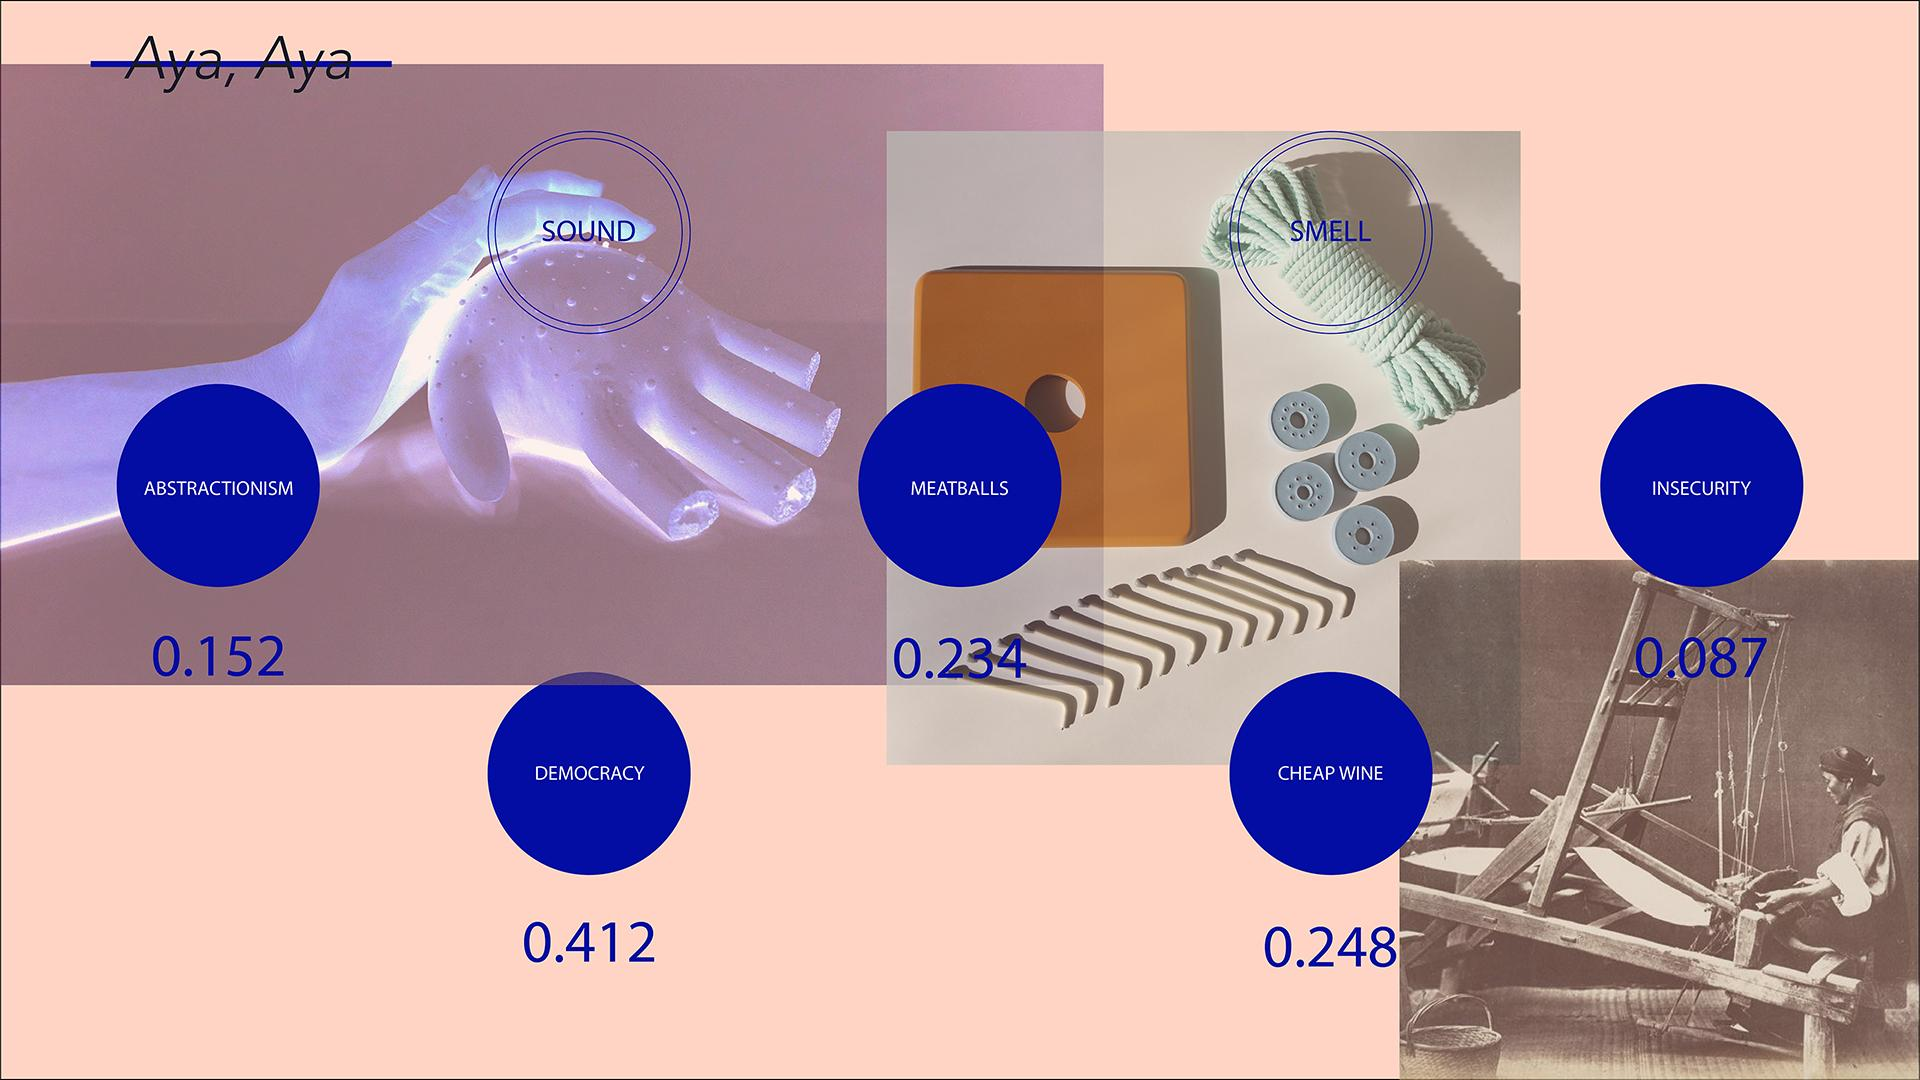 Aya, Aya
SOUND
SMELL
ABSTRACTIONISM
MEATBALLS
INSECURITY
0.152
0.234
0.087
DEMOCRACY
CHEAP WINE
0.412
0.248